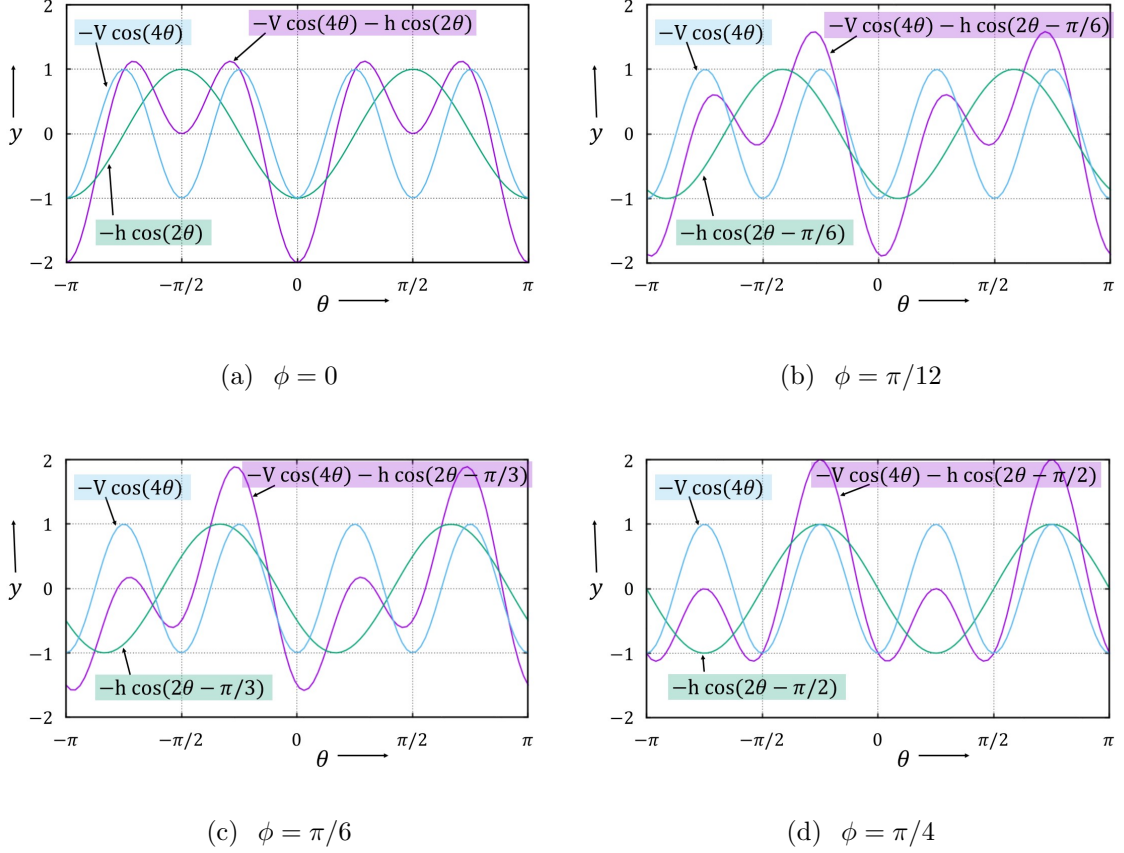 −V cos(4θ)
−V cos(4θ) − h cos(2θ)
2
1
0
−1
−2
y
−h cos(2θ)
−π
−π/2
0
π/2
π
θ
(a) ϕ = 0
−V cos(4θ)
−V cos(4θ) − h cos(2θ − π/6)
2
1
0
−1
−2
y
−h cos(2θ − π/6)
−π
−π/2
0
π/2
π
θ
(b) ϕ = π/12
−V cos(4θ)
−V cos(4θ) − h cos(2θ − π/3)
2
1
0
−1
−2
y
−h cos(2θ − π/3)
−π
−π/2
0
π/2
π
θ
(c) ϕ = π/6
−V cos(4θ)
−V cos(4θ) − h cos(2θ − π/2)
2
1
0
−1
−2
y
−h cos(2θ − π/2)
−π
−π/2
0
π/2
π
θ
(d) ϕ = π/4